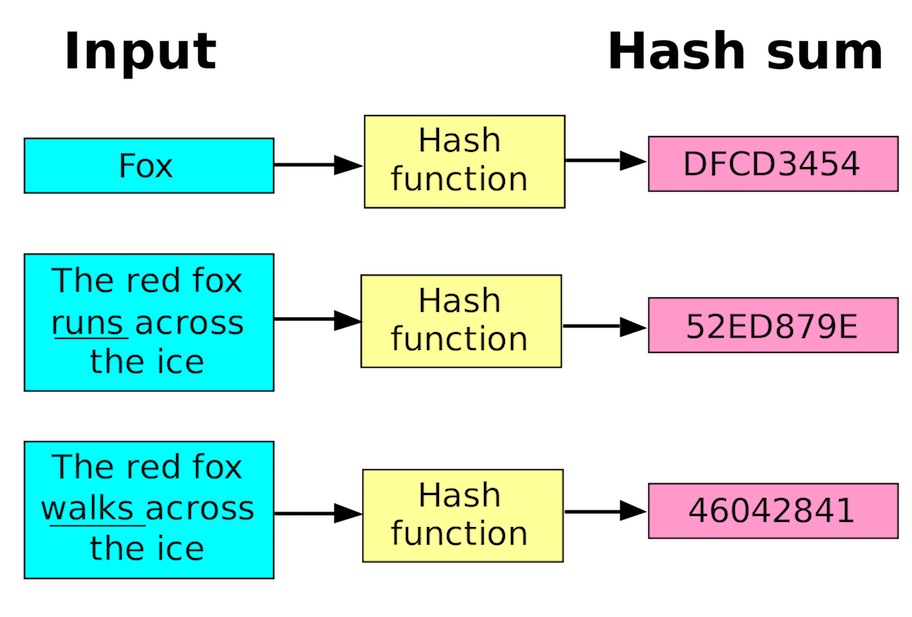 Input
Hash sum
Fox
Hash
function
DFCD3454
The red fox
runs across
the ice
Hash
function
52ED879E
The red fox
walks across
the ice
Hash
function
46042841